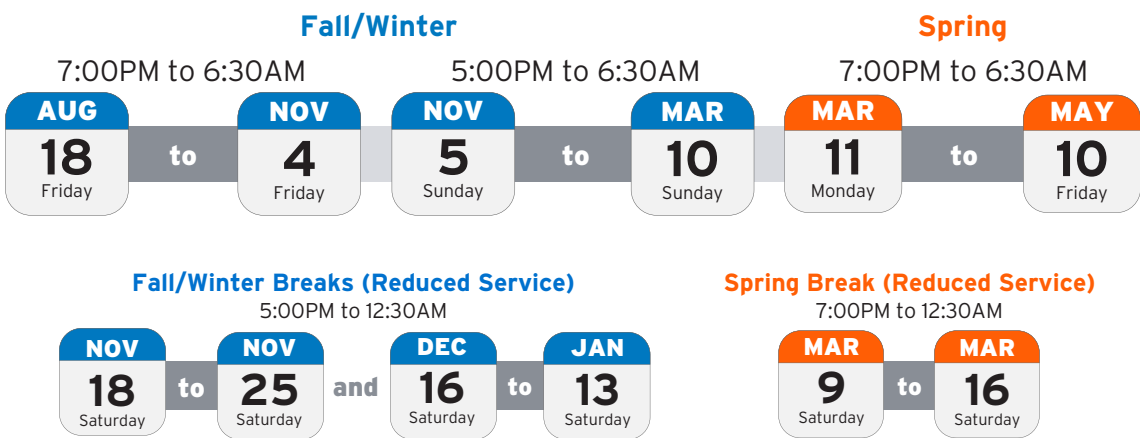 Fall/Winter
Spring
7:00PM to 6:30AM
5:00PM to 6:30AM
7:00PM to 6:30AM
AUG
18
Friday
to
NOV
4
Friday
NOV
5
Sunday
to
MAR
10
Sunday
MAR
11
Monday
to
MAY
10
Friday
Fall/Winter Breaks (Reduced Service)
5:00PM to 12:30AM
NOV
18
Saturday
to
NOV
25
Saturday
and
DEC
16
Saturday
to
JAN
13
Saturday
Spring Break (Reduced Service)
7:00PM to 12:30AM
MAR
9
Saturday
to
MAR
16
Saturday